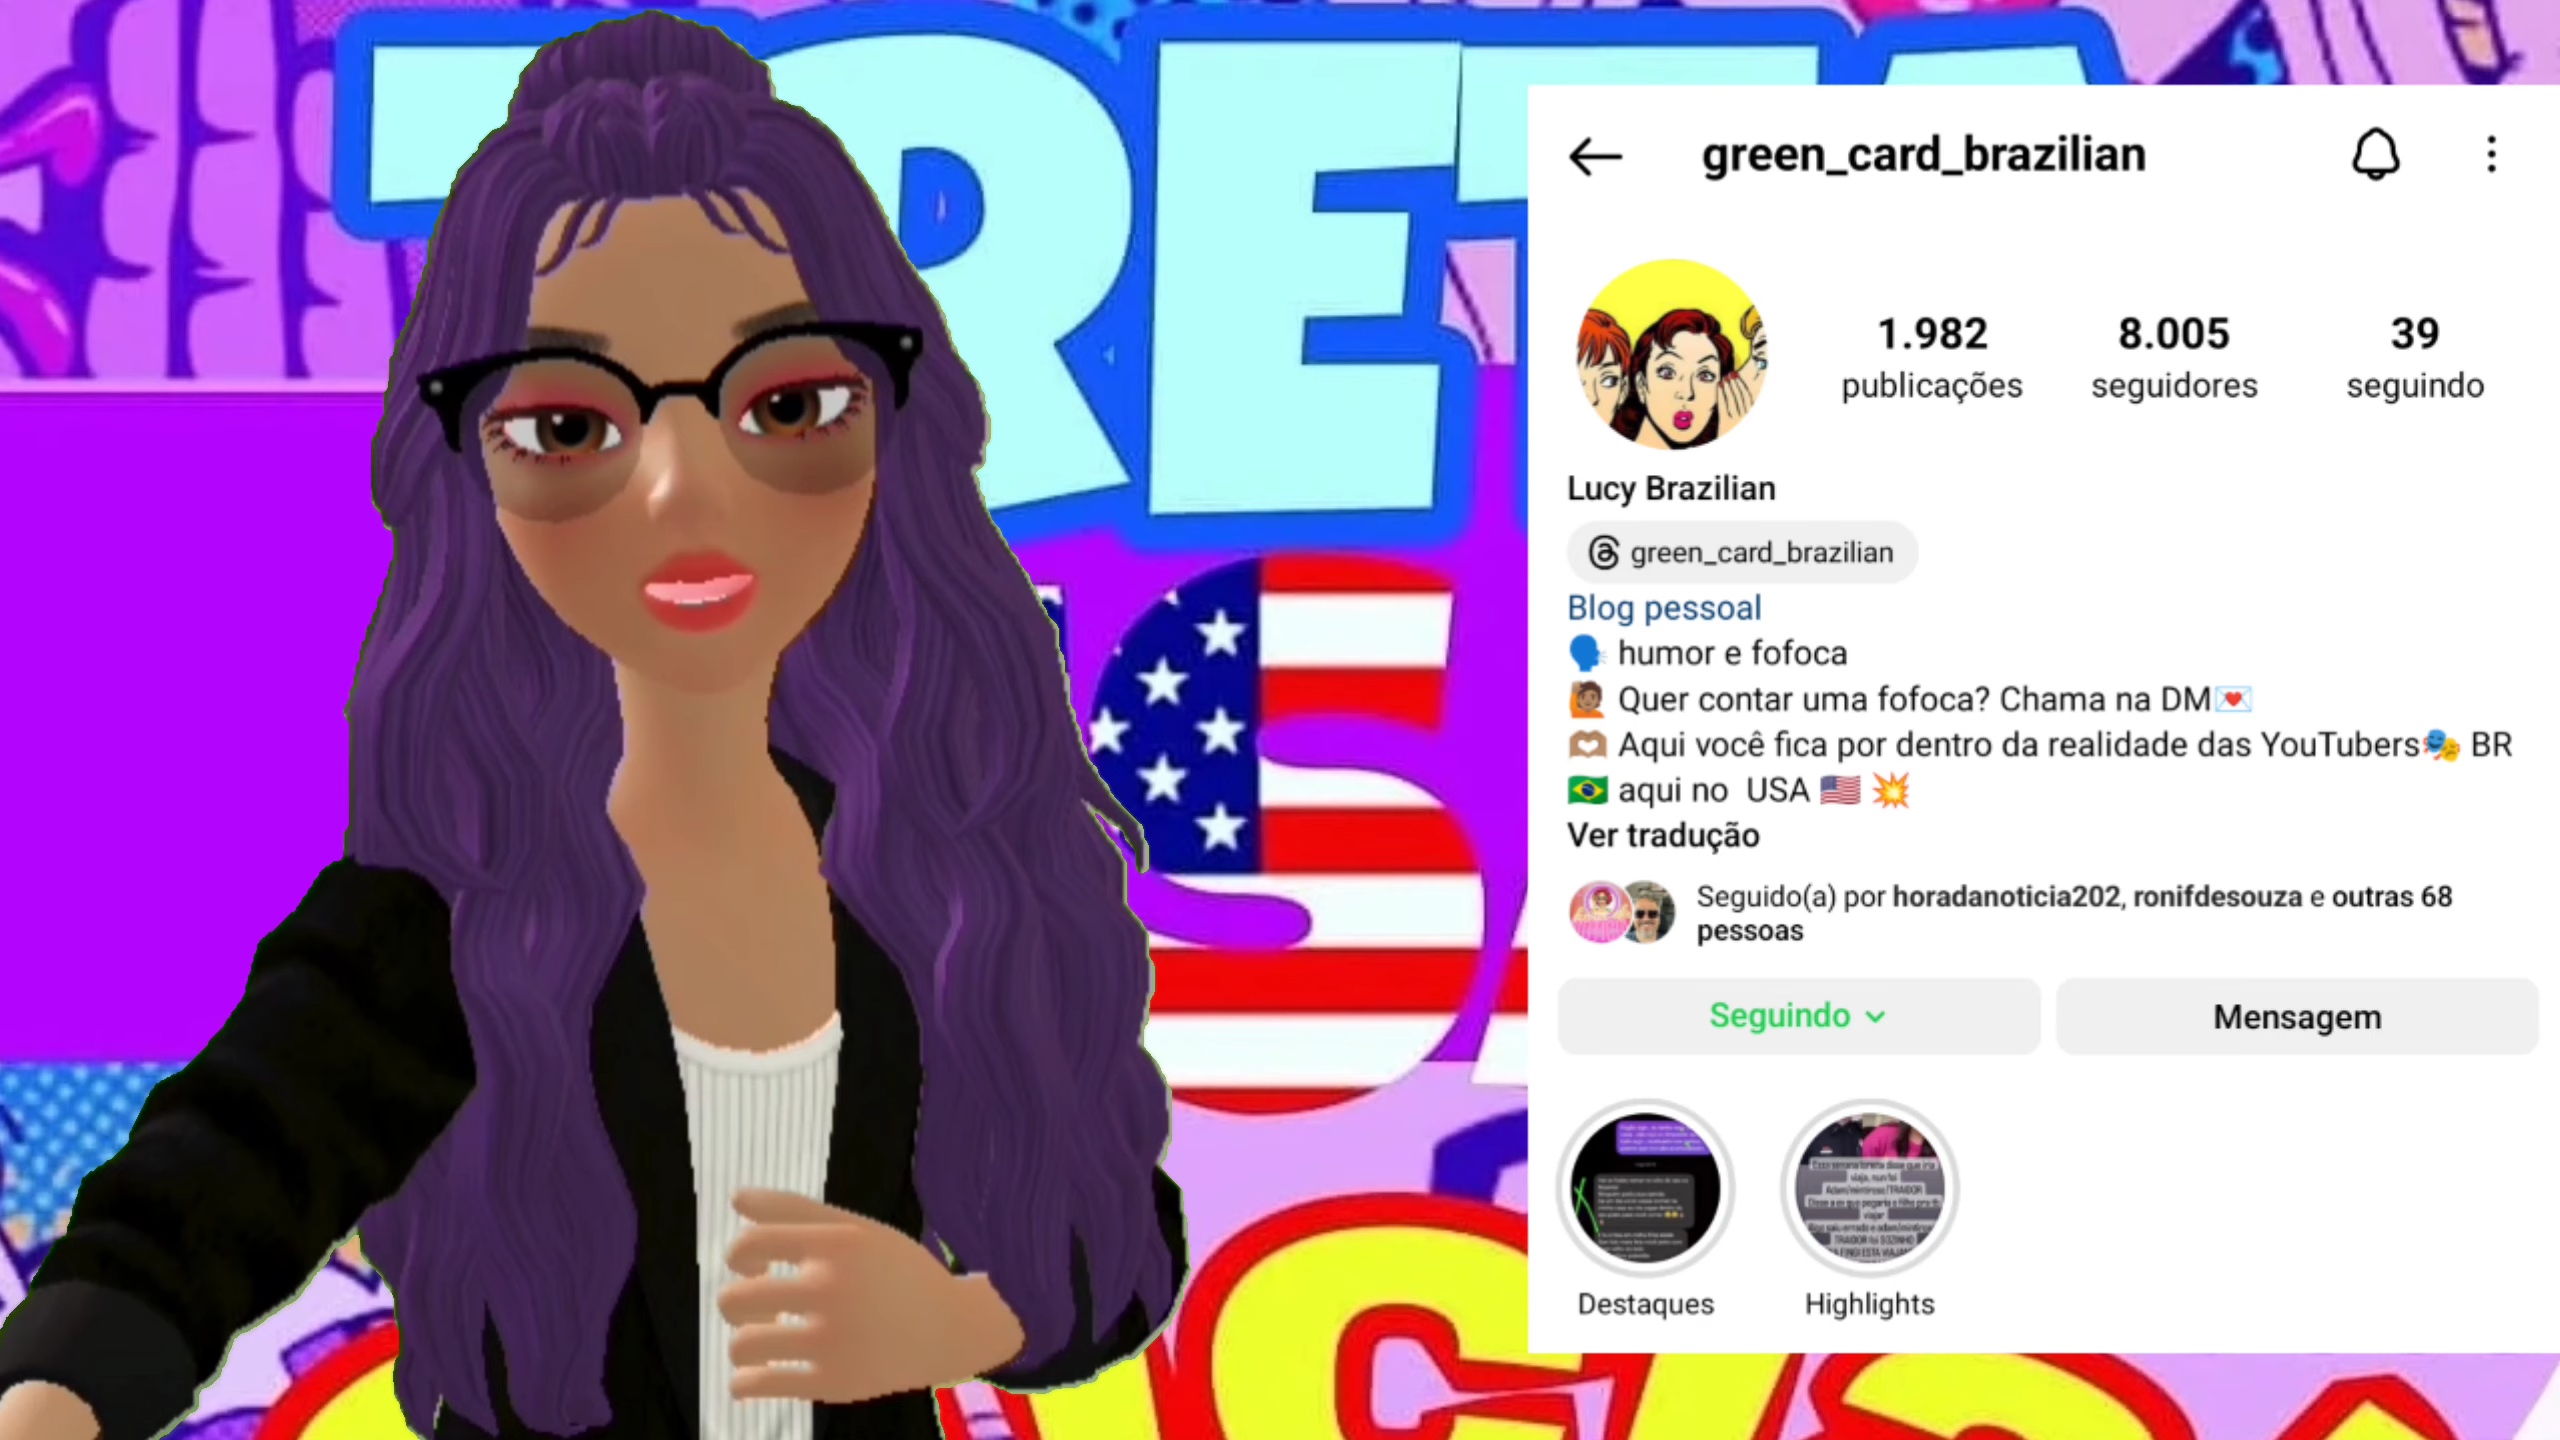 TRETA
green_card_brazilian
1.982
8.005
39
publicações
seguidores
seguindo
Lucy Brazilian
green_card_brazilian
Blog pessoal
🗣️ humor e fofoca
🙋🏽 Quer contar uma fofoca? Chama na DM💌
🫶🏽 Aqui você fica por dentro da realidade das YouTubers🎭 BR
🇧🇷 aqui no USA 🇺🇸 💥
Ver tradução
Seguido(a) por horadanoticia202, ronifdesouza e outras 68
pessoas
Seguindo
Mensagem
Destaques
Highlights